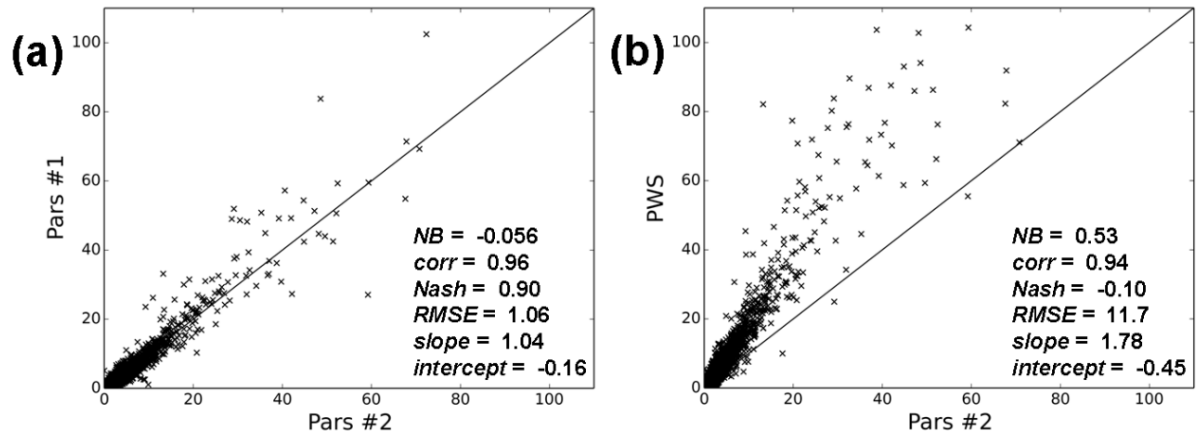 (a)
100
80
60
40
20
0
Pars #1
NB = -0.056
corr = 0.96
Nash = 0.90
RMSE = 1.06
slope = 1.04
intercept = -0.16
0 20 40 60 80 100
Pars #2
(b)
100
80
60
40
20
0
PWS
NB = 0.53
corr = 0.94
Nash = -0.10
RMSE = 11.7
slope = 1.78
intercept = -0.45
0 20 40 60 80 100
Pars #2